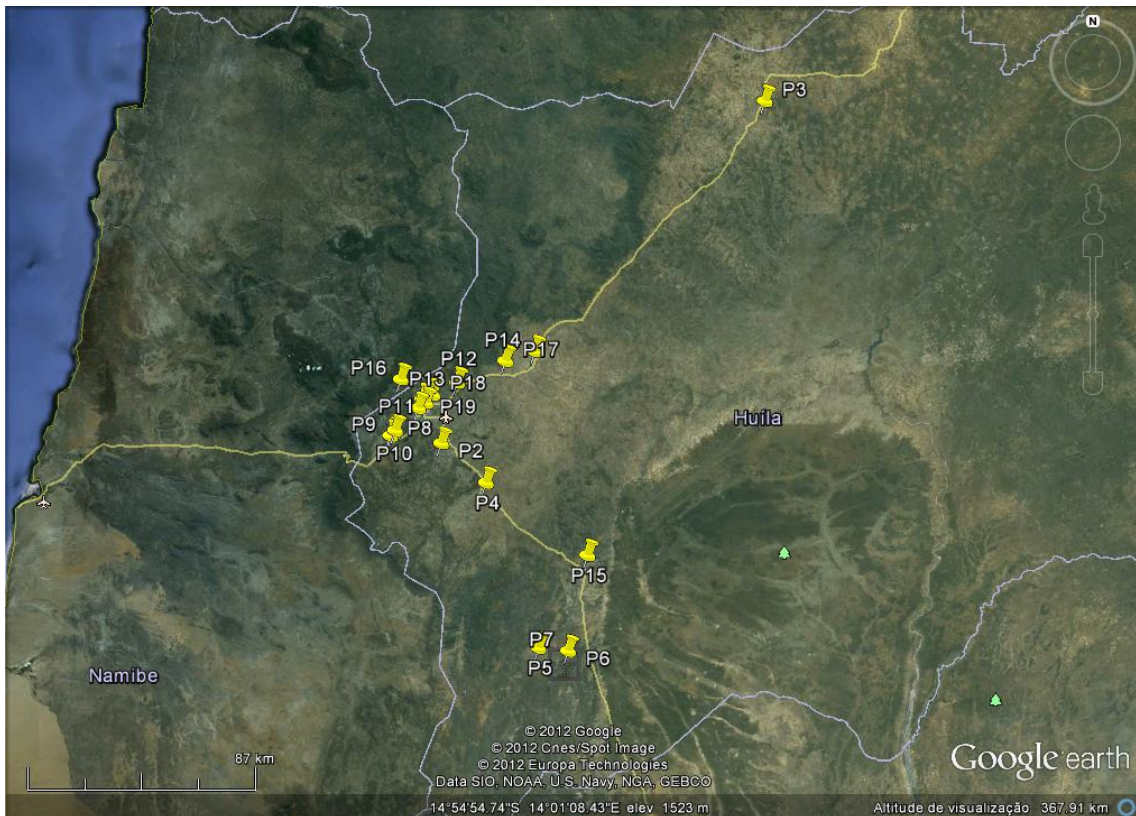 N
P3
P14
P17
P12
P16
P13
P18
P11
P19
P9
P8
P10
P2
Huíla
P4
P15
P7
P5
P6
Namibe
© 2012 Google
© 2012 Cnes/Spot Image
© 2012 Europa Technologies
Data SIO, NOAA, U.S. Navy, NGA, GEBCO
87 km
Google earth
14°54'54.74"S 14°01'08.43"E elev 1523 m
Altitude de visualização 367.91 km